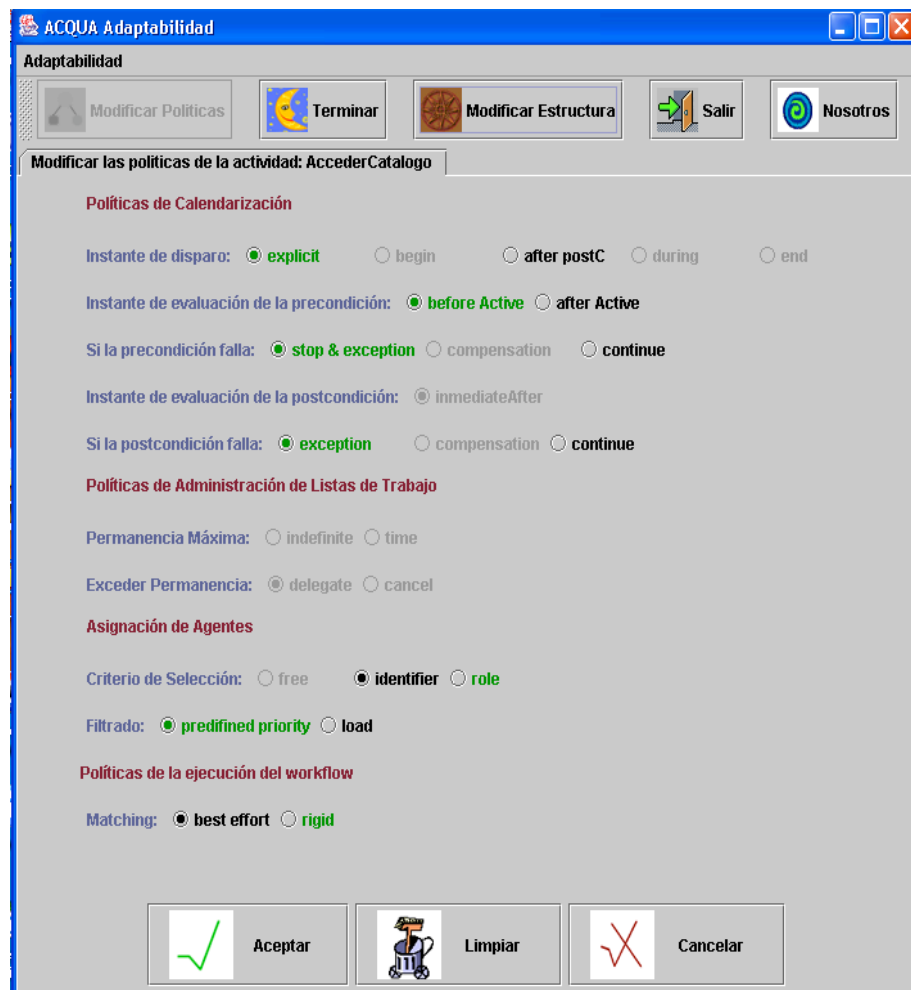 ACQUA Adaptabilidad
Adaptabilidad
Modificar Politicas Terminar Modificar Estructura Salir Nosotros
Modificar las politicas de la actividad: AccederCatalogo
Políticas de Calendarización
Instante de disparo: explicit begin after postC during end
Instante de evaluación de la precondición: before Active after Active
Si la precondición falla: stop & exception compensation continue
Instante de evaluación de la postcondición: inmediateAfter
Si la postcondición falla: exception compensation continue
Políticas de Administración de Listas de Trabajo
Permanencia Máxima: indefinite time
Exceder Permanencia: delegate cancel
Asignación de Agentes
Criterio de Selección: free identifier role
Filtrado: predifined priority load
Políticas de la ejecución del workflow
Matching: best effort rigid
Aceptar Limpiar Cancelar